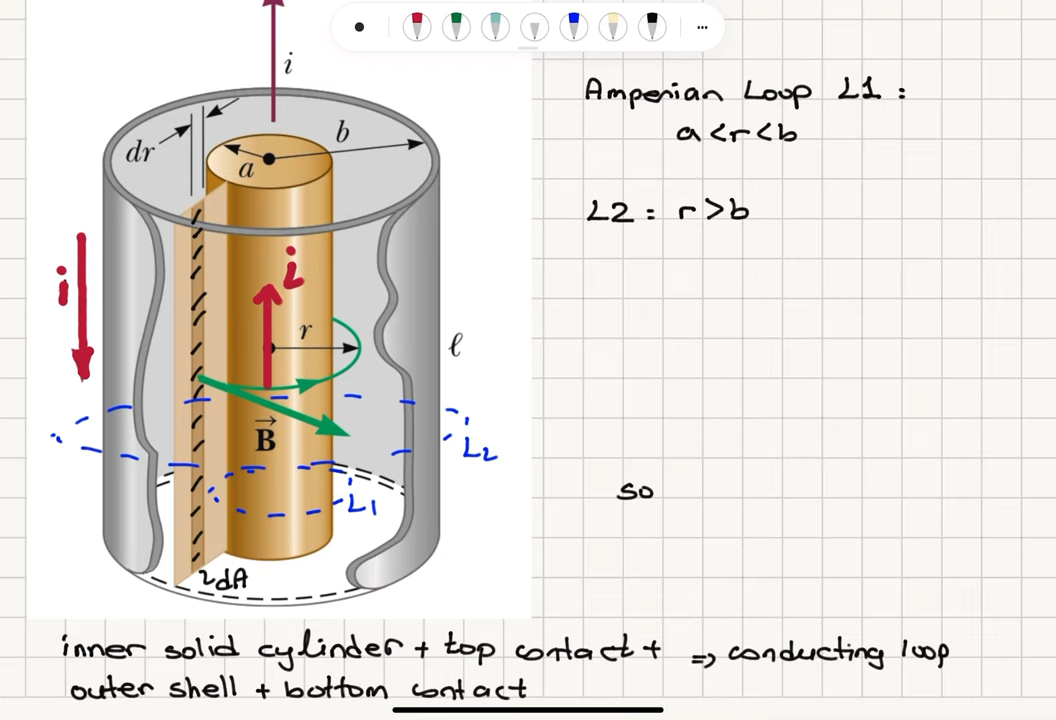 i
dr
b
a
i
i
r
ℓ
B
L2
L1
dA
Amperian Loop L1 :
a<r<b
L2 : r>b
so
inner solid cylinder + top contact + => conducting loop
outer shell + bottom contact